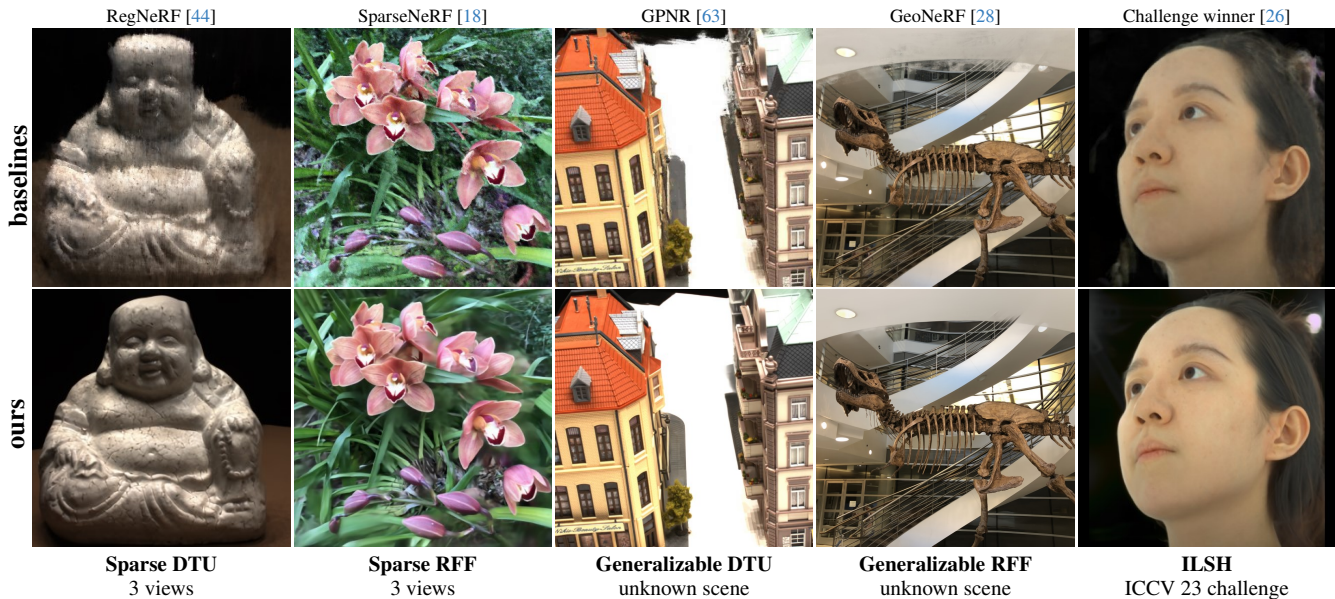 RegNeRF [44]
SparseNeRF [18]
GPNR [63]
GeoNeRF [28]
Challenge winner [26]
baselines
ours
Sparse DTU
3 views
Sparse RFF
3 views
Generalizable DTU
unknown scene
Generalizable RFF
unknown scene
ILSH
ICCV 23 challenge